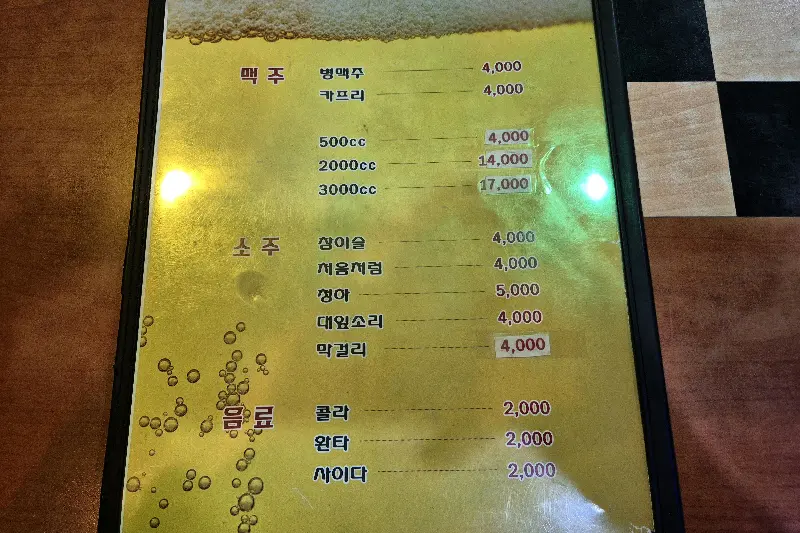 맥주 병맥주 4,000
카프리 4,000
500cc 4,000
2000cc 14,000
3000cc 17,000
소주 참이슬 4,000
처음처럼 4,000
청하 5,000
대잎소리 4,000
막걸리 4,000
음료 콜라 2,000
환타 2,000
사이다 2,000